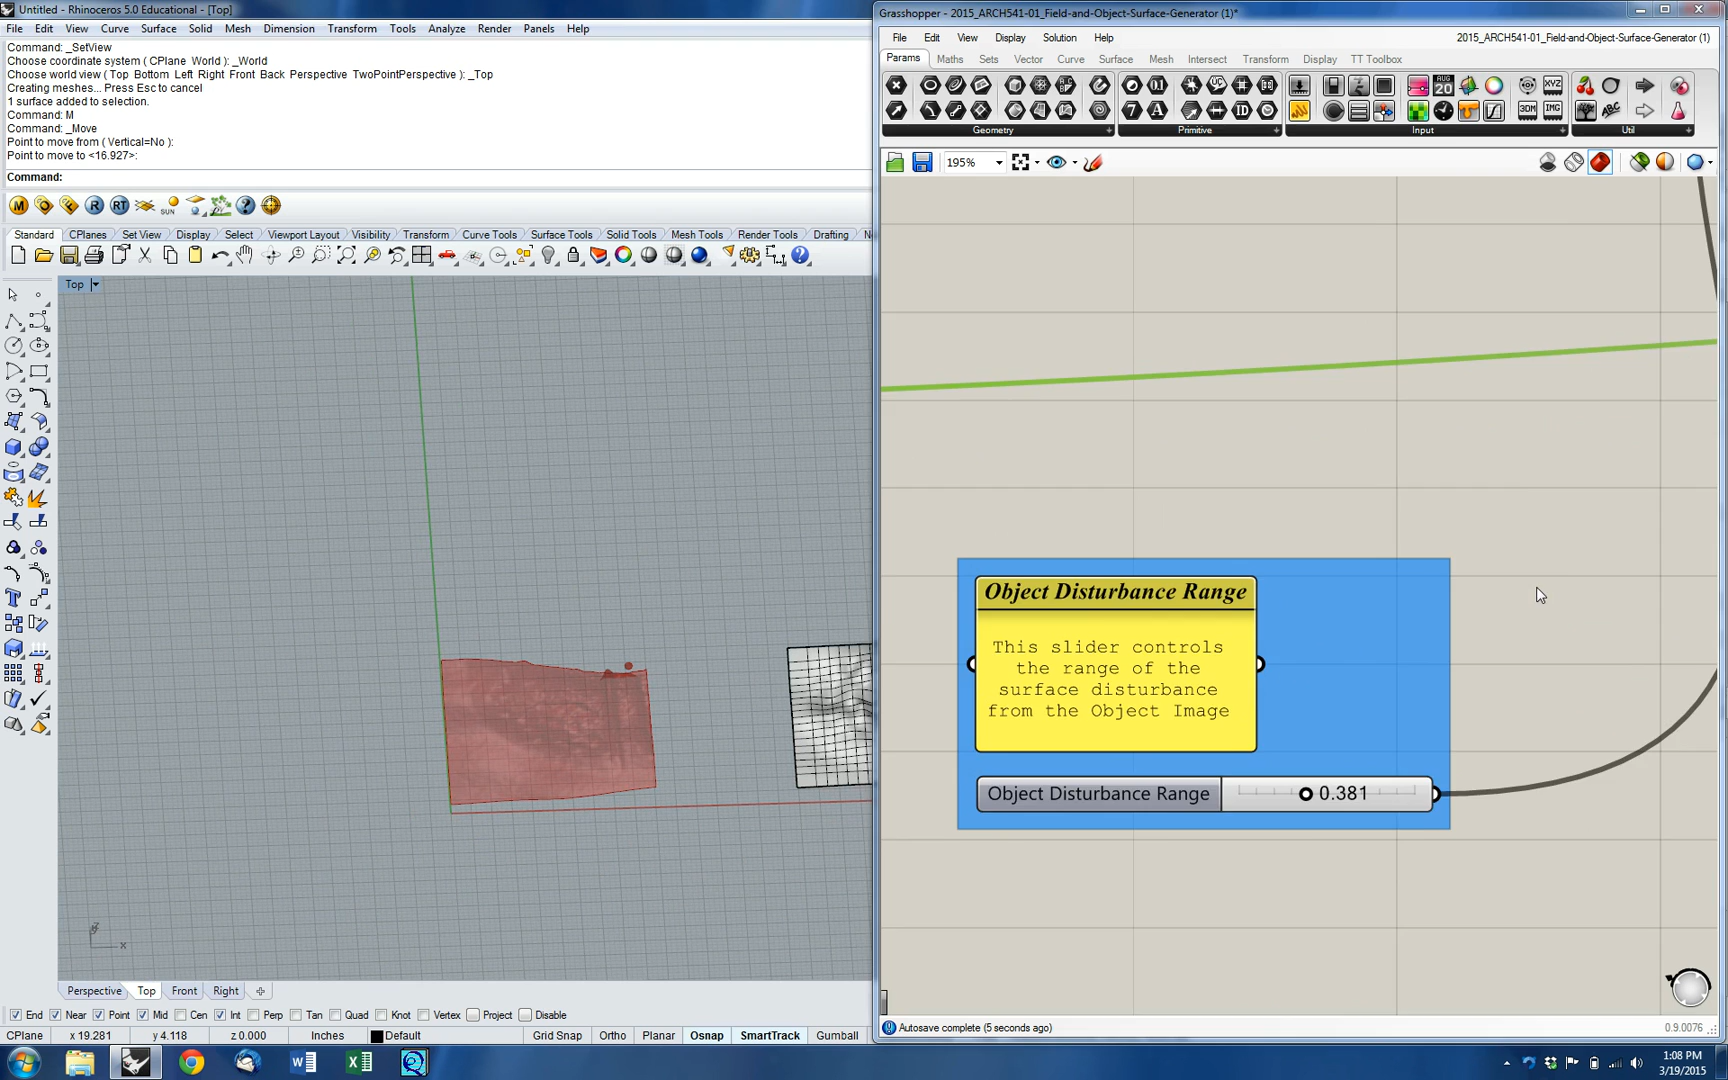 Untitled - Rhinoceros 5.0 Educational - [Top]
File Edit View Curve Surface Solid Mesh Dimension Transform Tools Analyze Render Panels Help
Command: _SetView
Choose coordinate system ( CPlane World ): _World
Choose world view ( Top Bottom Left Right Front Back Perspective TwoPointPerspective ): _Top
Creating meshes... Press Esc to cancel
1 surface added to selection.
Command: M
Command: _Move
Point to move from ( Vertical=No ):
Point to move to <16.927>:
Command:
Standard CPlanes Set View Display Select Viewport Layout Visibility Transform Curve Tools Surface Tools Solid Tools Mesh Tools Render Tools Drafting
Top
x
Perspective Top Front Right
End Near Point Mid Cen Int Perp Tan Quad Knot Vertex Project Disable
CPlane x 19.281 y 4.118 z 0.000 Inches Default Grid Snap Ortho Planar Osnap SmartTrack Gumball
Grasshopper - 2015_ARCH541-01_Field-and-Object-Surface-Generator (1)*
File Edit View Display Solution Help
2015_ARCH541-01_Field-and-Object-Surface-Generator (1)
Params Maths Sets Vector Curve Surface Mesh Intersect Transform Display TT Toolbox
Geometry Primitive Input Util
195%
Object Disturbance Range
This slider controls
the range of the
surface disturbance
from the Object Image
Object Disturbance Range 0.381
Autosave complete (5 seconds ago)
0.9.0076
1:08 PM
3/19/2015